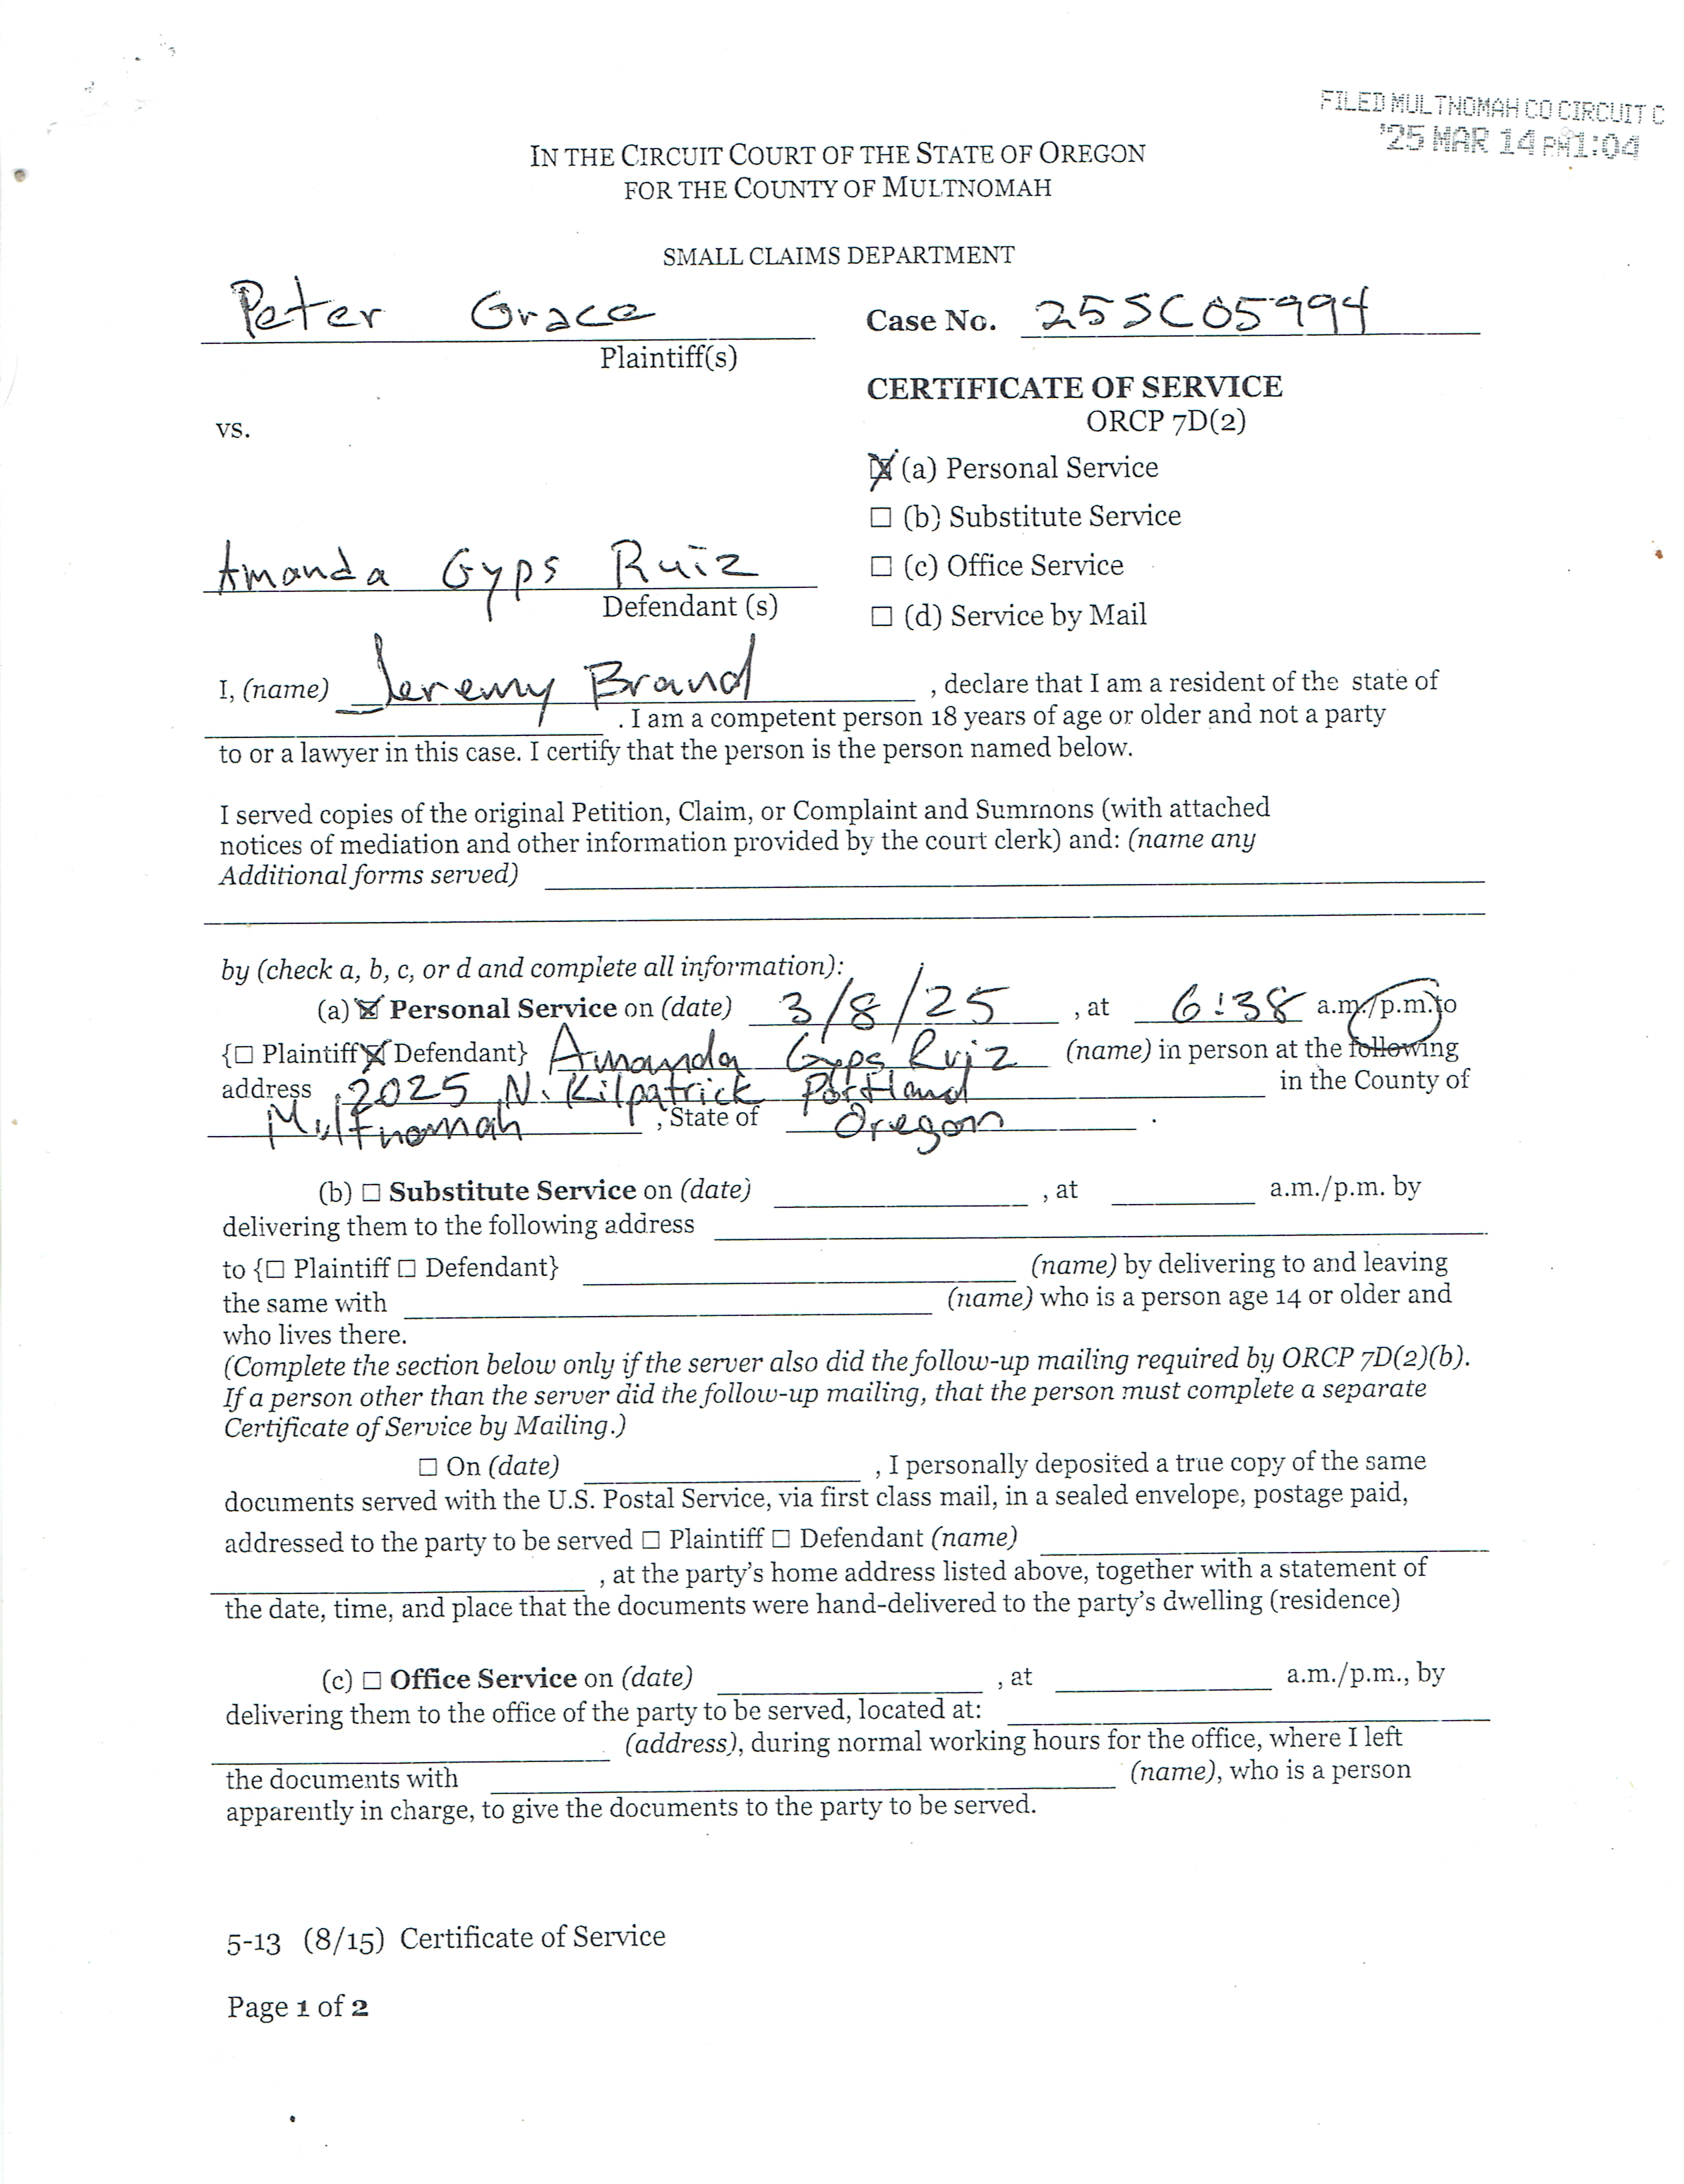 FILED MULTNOMAH CO CIRCUIT C
'25 MAR 14 PM 1:04
IN THE CIRCUIT COURT OF THE STATE OF OREGON
FOR THE COUNTY OF MULTNOMAH
SMALL CLAIMS DEPARTMENT
Peter Grace
Plaintiff(s)
Case No. 25SC05994
CERTIFICATE OF SERVICE
ORCP 7D(2)
vs.
☒ (a) Personal Service
☐ (b) Substitute Service
☐ (c) Office Service
☐ (d) Service by Mail
Amanda Gyps Ruiz
Defendant (s)
I, (name) Jeremy Brand , declare that I am a resident of the state of
. I am a competent person 18 years of age or older and not a party
to or a lawyer in this case. I certify that the person is the person named below.
I served copies of the original Petition, Claim, or Complaint and Summons (with attached
notices of mediation and other information provided by the court clerk) and: (name any
Additional forms served)
by (check a, b, c, or d and complete all information):
(a) ☒ Personal Service on (date) 3/8/25 , at 6:38 a.m./p.m. to
{☐ Plaintiff ☒ Defendant} Amanda Gyps Ruiz (name) in person at the following
address 2025 N. Kilpatrick Portland in the County of
Multnomah , State of Oregon .
(b) ☐ Substitute Service on (date) , at a.m./p.m. by
delivering them to the following address
to {☐ Plaintiff ☐ Defendant} (name) by delivering to and leaving
the same with (name) who is a person age 14 or older and
who lives there.
(Complete the section below only if the server also did the follow-up mailing required by ORCP 7D(2)(b).
If a person other than the server did the follow-up mailing, that the person must complete a separate
Certificate of Service by Mailing.)
☐ On (date) , I personally deposited a true copy of the same
documents served with the U.S. Postal Service, via first class mail, in a sealed envelope, postage paid,
addressed to the party to be served ☐ Plaintiff ☐ Defendant (name)
, at the party's home address listed above, together with a statement of
the date, time, and place that the documents were hand-delivered to the party's dwelling (residence)
(c) ☐ Office Service on (date) , at a.m./p.m., by
delivering them to the office of the party to be served, located at:
(address), during normal working hours for the office, where I left
the documents with (name), who is a person
apparently in charge, to give the documents to the party to be served.
5-13 (8/15) Certificate of Service
Page 1 of 2